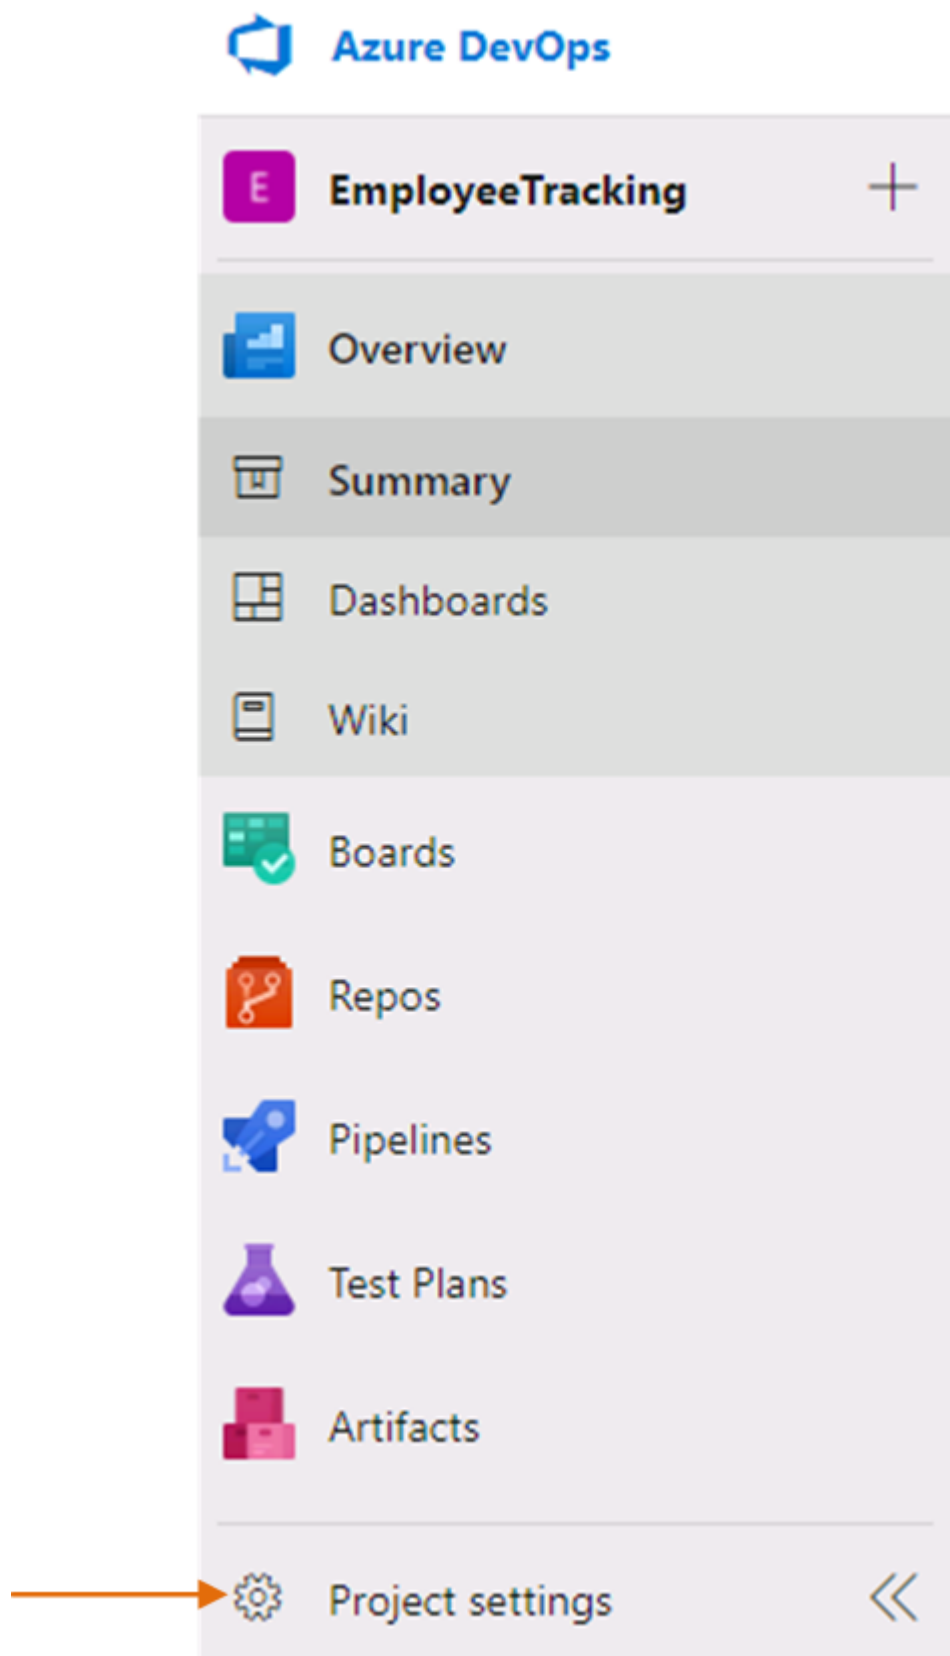 Azure DevOps
E EmployeeTracking
Overview
Summary
Dashboards
Wiki
Boards
Repos
Pipelines
Test Plans
Artifacts
Project settings